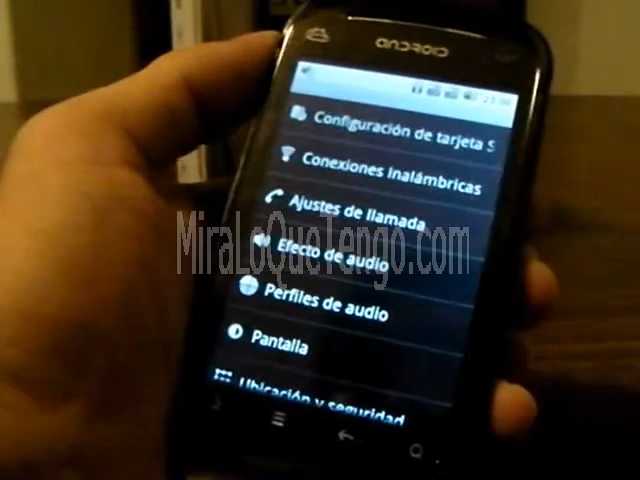 ANDROID
Configuración de tarjeta S
Conexiones inalámbricas
Ajustes de llamada
MiraLoQueTengo.com
Efecto de audio
Perfiles de audio
Pantalla
Ubicación y seguridad